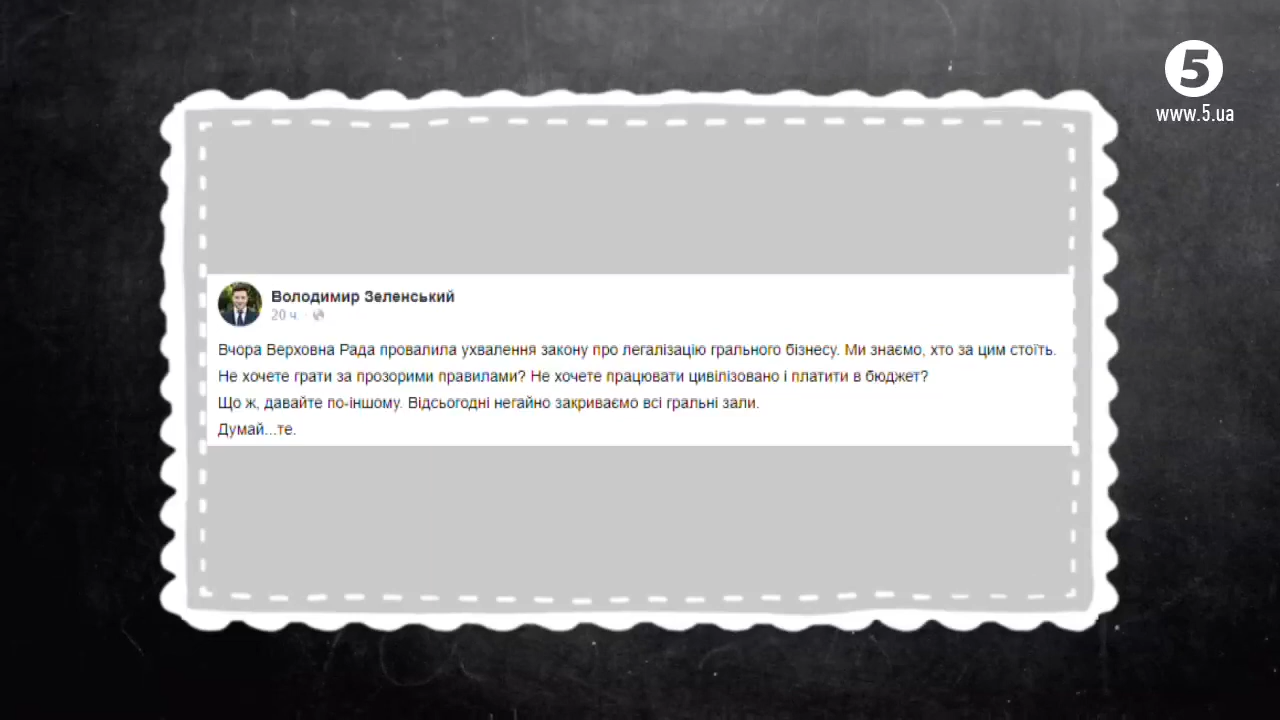 5
www.5.ua
Володимир Зеленський
20 ч. ·
Вчора Верховна Рада провалила ухвалення закону про легалізацію грального бізнесу. Ми знаємо, хто за цим стоїть.
Не хочете грати за прозорими правилами? Не хочете працювати цивілізовано і платити в бюджет?
Що ж, давайте по-іншому. Відсьогодні негайно закриваємо всі гральні зали.
Думай...те.